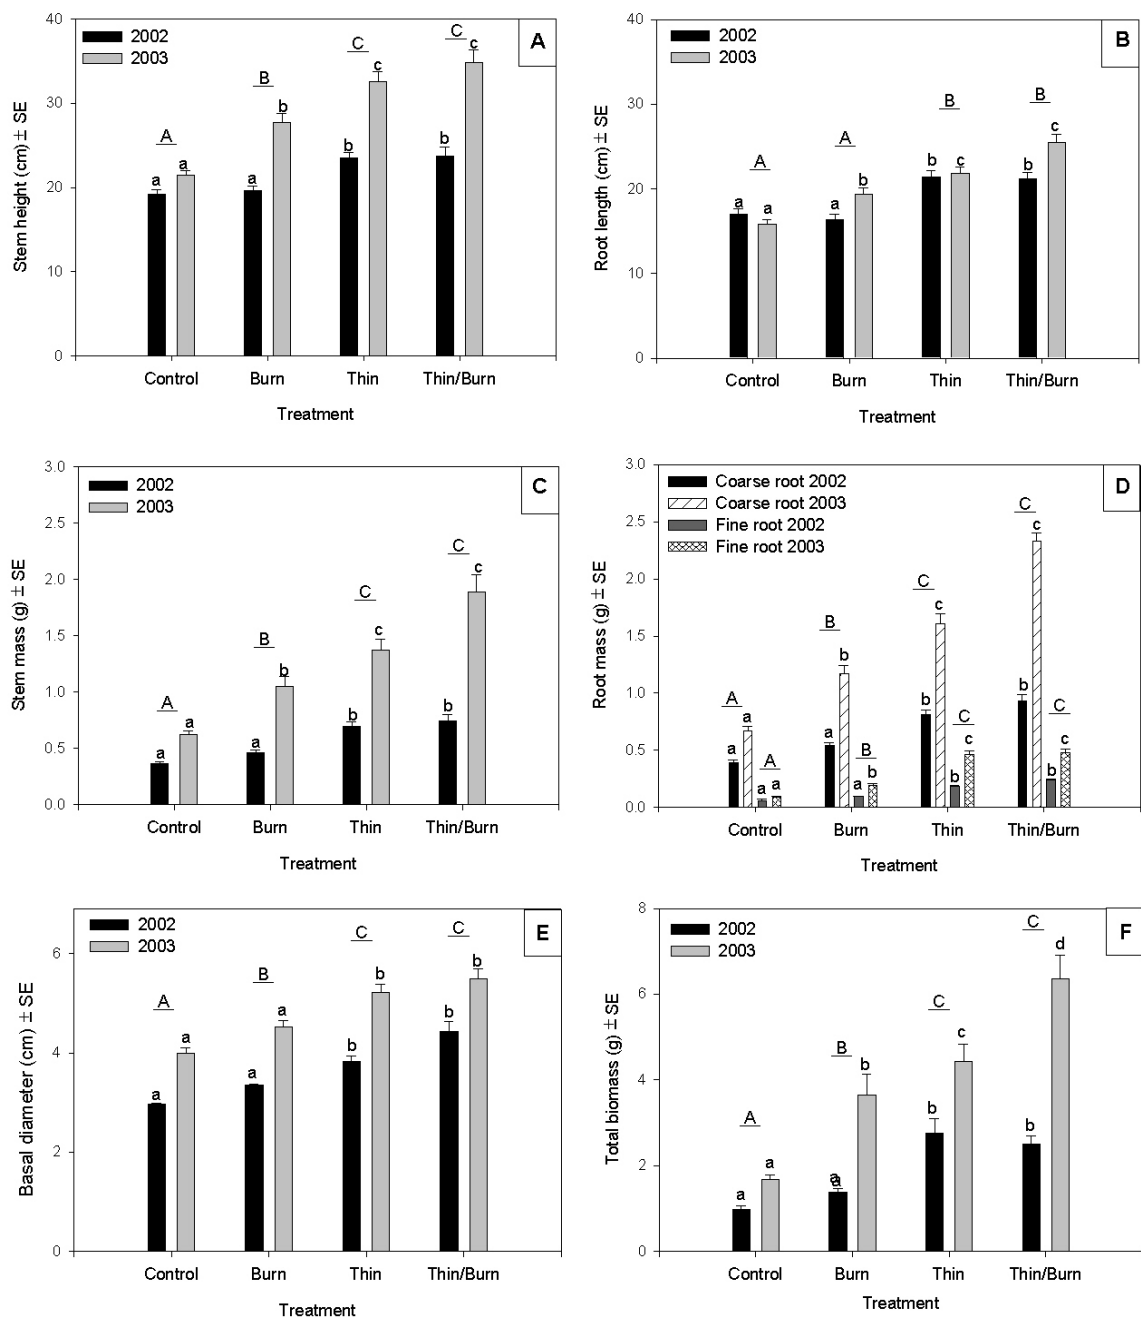 2002
2003
A
Stem height (cm) ± SE
40
30
20
10
0
A
B
C
C
a
a
a
b
b
c
b
c
Control Burn Thin Thin/Burn
Treatment
2002
2003
B
Root length (cm) ± SE
40
30
20
10
0
A
A
B
B
a
a
a
b
b
c
b
c
Control Burn Thin Thin/Burn
Treatment
2002
2003
C
Stem mass (g) ± SE
3.0
2.5
2.0
1.5
1.0
0.5
0.0
A
B
C
C
a
a
a
b
b
c
b
c
Control Burn Thin Thin/Burn
Treatment
Coarse root 2002
Coarse root 2003
Fine root 2002
Fine root 2003
D
Root mass (g) ± SE
3.0
2.5
2.0
1.5
1.0
0.5
0.0
A
a
a
A
a
a
B
a
b
B
a
b
C
b
c
C
b
c
C
b
c
C
b
c
Control Burn Thin Thin/Burn
Treatment
2002
2003
E
Basal diameter (cm) ± SE
6
4
2
0
A
B
C
C
a
a
a
a
b
b
b
b
Control Burn Thin Thin/Burn
Treatment
2002
2003
F
Total biomass (g) ± SE
8
6
4
2
0
A
B
C
C
a
a
a
a
b
b
c
b
d
Control Burn Thin Thin/Burn
Treatment